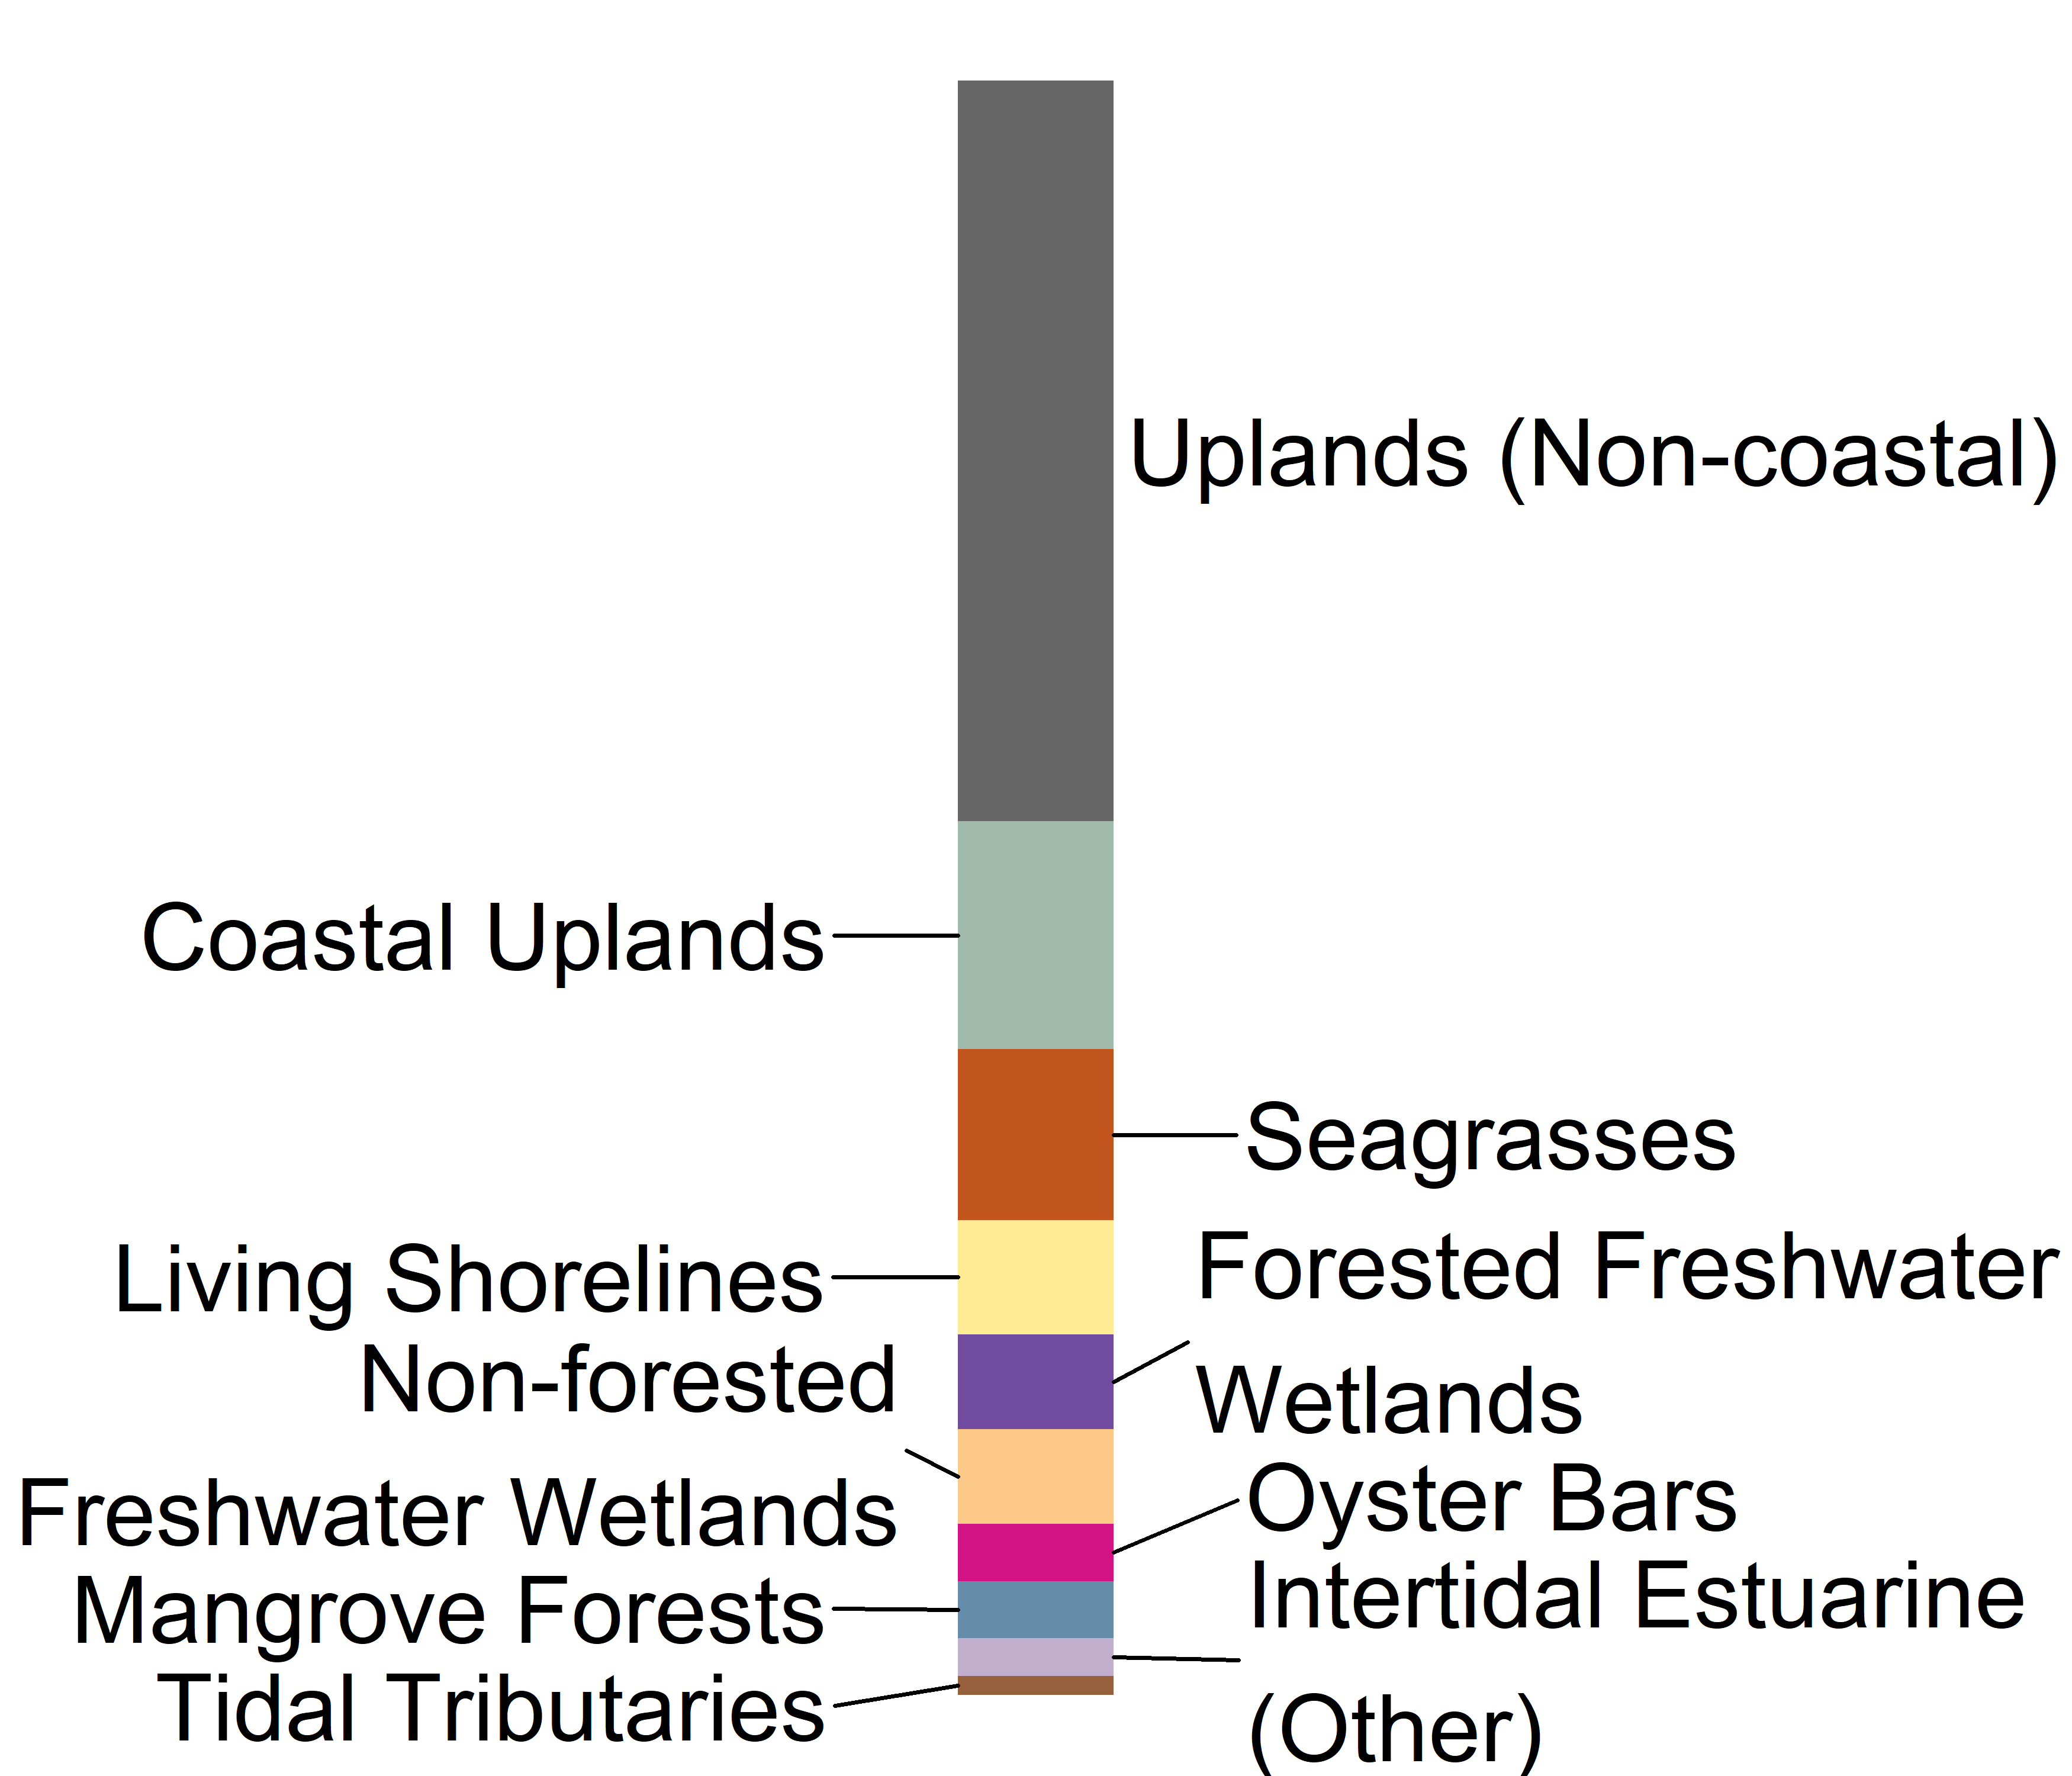 Uplands (Non-coastal)
Coastal Uplands
Seagrasses
Living Shorelines
Forested Freshwater
Wetlands
Non-forested
Freshwater Wetlands
Oyster Bars
Mangrove Forests
Intertidal Estuarine
(Other)
Tidal Tributaries